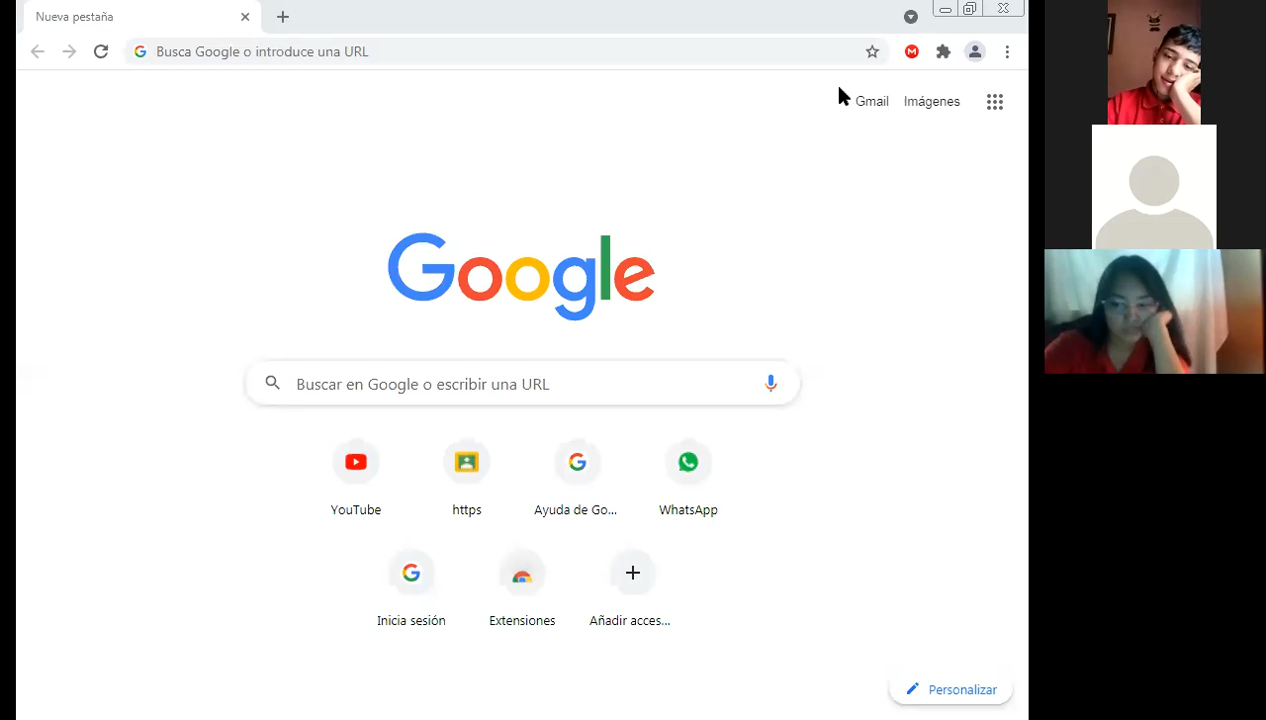 Nueva pestaña
Busca Google o introduce una URL
M
Gmail Imágenes
Google
Buscar en Google o escribir una URL
YouTube https Ayuda de Go... WhatsApp
Inicia sesión Extensiones Añadir acces...
Personalizar